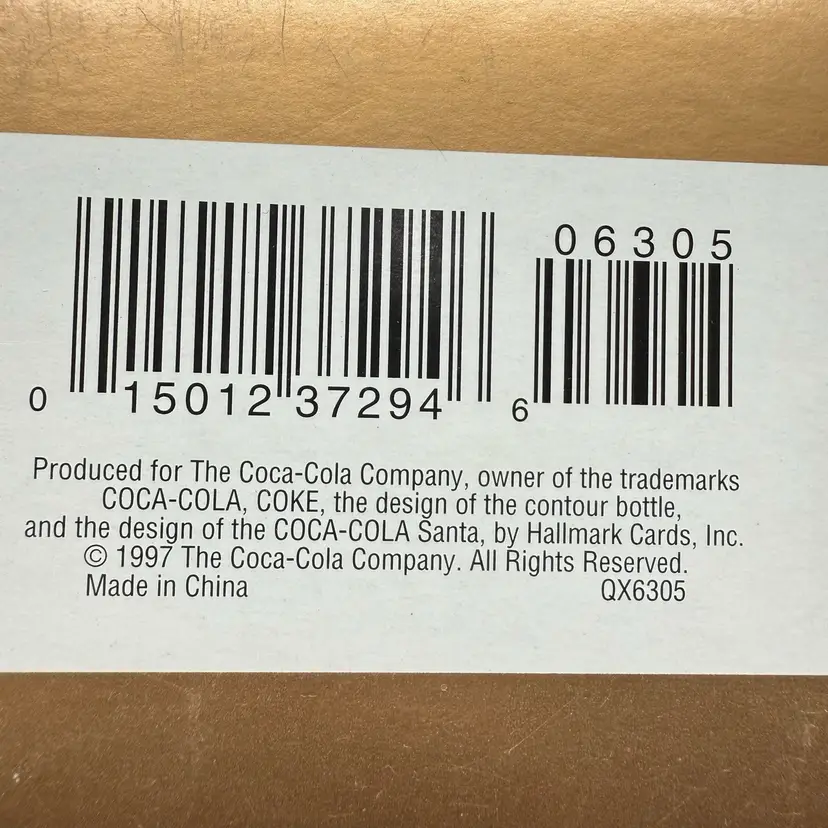 06305
0 15012 37294 6
Produced for The Coca-Cola Company, owner of the trademarks
COCA-COLA, COKE, the design of the contour bottle,
and the design of the COCA-COLA Santa, by Hallmark Cards, Inc.
© 1997 The Coca-Cola Company. All Rights Reserved.
Made in China QX6305